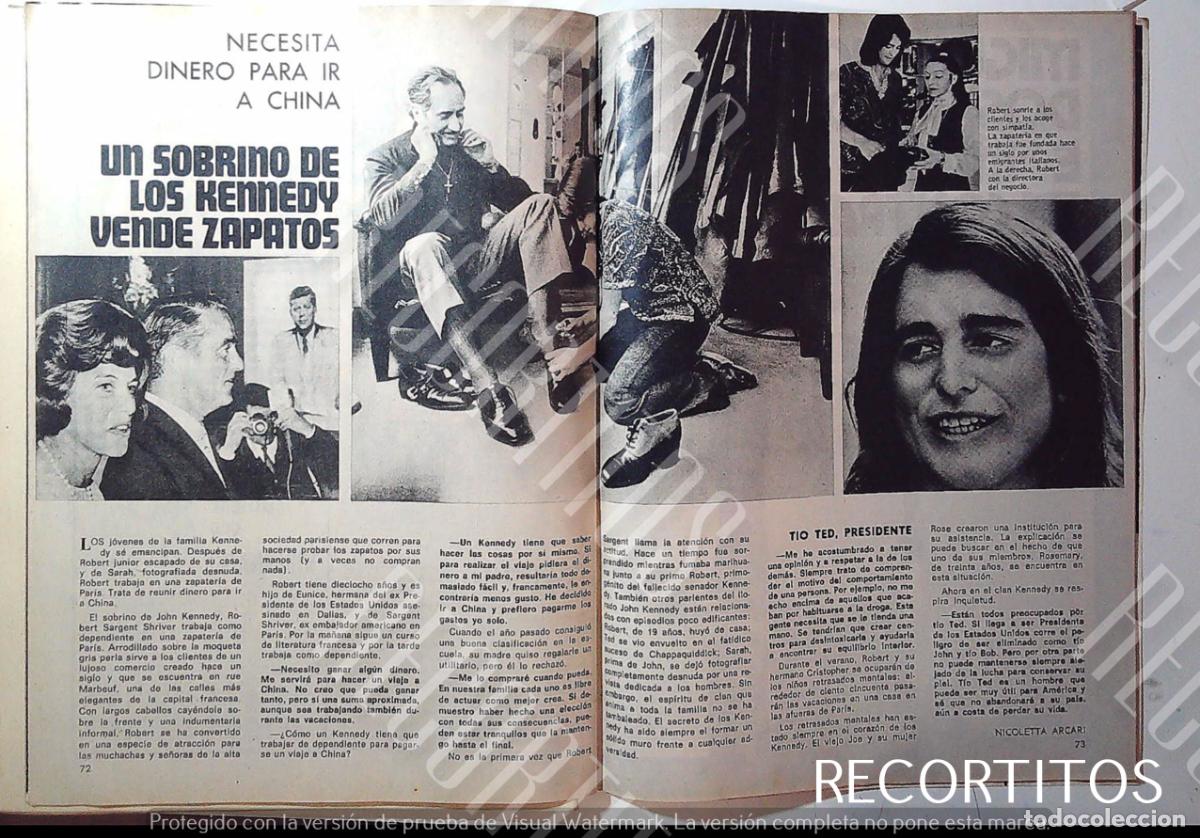 NECESITA
DINERO PARA IR
A CHINA
UN SOBRINO DE
LOS KENNEDY
VENDE ZAPATOS
Robert sonríe a los
clientes y los acoge
con simpatía.
La zapatería en que
trabaja fue fundada hace
un siglo por unos
emigrantes italianos.
A la derecha, Robert
con la directora
del negocio.
LOS jóvenes de la familia Kenne-
dy sé emancipan. Después de
Robert junior escapado de su casa,
y de Sarah, fotografiada desnuda,
Robert trabaja en una zapatería de
París. Trata de reunir dinero para ir
a China.
El sobrino de John Kennedy, Ro-
bert Sargent Shriver trabaja como
dependiente en una zapatería de
París. Arrodillado sobre la moqueta
gris perla sirve a los clientes de un
lujoso comercio creado hace un
siglo y que se encuentra en rue
Marbeuf, una de las calles más
elegantes de la capital francesa.
Con largos cabellos cayéndole so-
bre la frente y una indumentaria
informal. Robert se ha convertido
en una especie de atracción para
las muchachas y señoras de la alta
72
sociedad parisiense que corren para
hacerse probar los zapatos por sus
manos (y a veces no compran
nada).
Robert tiene dieciocho años y es
hijo de Eunice, hermana del ex Pre-
sidente de los Estados Unidos ase-
sinado en Dallas, y de Sargent
Shriver, ex embajador americano en
París. Por la mañana sigue un curso
de literatura francesa y por la tarde
trabaja como dependiente.
—Necesito ganar algún dinero.
Me servirá para hacer un viaje a
China. No creo que pueda ganar
tanto, pero sí una suma aproximada,
aunque sea trabajando también du-
rante las vacaciones.
—¿Cómo un Kennedy tiene que
trabajar de dependiente para pagar-
se un viaje a China?
—Un Kennedy tiene que saber
hacer las cosas por sí mismo. Si
para realizar el viaje pidiera el di-
nero a mi padre, resultaría todo de-
masiado fácil y, francamente, le en-
contraría menos gusto. He decidido
ir a China y prefiero pagarme los
gastos yo solo.
Cuando el año pasado consiguió
una buena clasificación en la es-
cuela, su madre quiso regalarle un
utilitario, pero él lo rechazó.
—Me lo compraré cuando pueda.
En nuestra familia cada uno es libre
de actuar como mejor crea. Si de-
muestro haber hecho una elección
con todas sus consecuencias, pue-
den estar tranquilos que la manten-
go hasta el final.
No es la primera vez que Robert
Sargent llama la atención con su
actitud. Hace un tiempo fue sor-
prendido mientras fumaba marihua-
na junto a su primo Robert, primo-
génito del fallecido senador Kenne-
dy. También otros parientes del llo-
rado John Kennedy están relaciona-
dos con episodios poco edificantes:
Robert, de 19 años, huyó de casa;
Ted se vio envuelto en el fatídico
suceso de Chappaquiddick; Sarah,
prima de John, se dejó fotografiar
completamente desnuda por una re-
vista dedicada a los hombres. Sin
embargo, el espíritu de clan que
anima a toda la familia no se ha
tambaleado. El secreto de los Ken-
nedy ha sido siempre el formar un
sólido muro frente a cualquier ad-
versidad.
TIO TED, PRESIDENTE
—Me he acostumbrado a tener
una opinión y a respetar la de los
demás. Siempre trato de compren-
der el motivo del comportamiento
de una persona. Por ejemplo, no me
echo encima de aquellos que aca-
ban por habituarse a la droga. Esta
gente necesita que se le tienda una
mano. Se tendrían que crear cen-
tros para desintoxicarla y ayudarla
a encontrar su equilibrio interior.
Durante el verano, Robert y su
hermano Cristopher se ocuparán de
los niños retrasados mentales; al-
rededor de ciento cincuenta pasa-
rán las vacaciones en una casa en
las afueras de París.
Los retrasados mentales han es-
tado siempre en el corazón de los
Kennedy. El viejo Joe y su mujer
Rose crearon una institución para
su asistencia. La explicación se
puede buscar en el hecho de que
uno de sus miembros, Rosemary,
de treinta años, se encuentra en
esta situación.
Ahora en el clan Kennedy se res-
pira inquietud.
—Están todos preocupados por
tío Ted. Si llega a ser Presidente
de los Estados Unidos corre el pe-
ligro de ser eliminado como tío
John y tío Bob. Pero por otra parte
no puede mantenerse siempre ale-
jado de la lucha para conservar su
piel. Tío Ted es un hombre que
puede ser muy útil para América y
sé que no abandonará a su país,
aun a costa de perder su vida.
NICOLETTA ARCARI
73
RECORTITOS
todocoleccion
Protegido con la versión de prueba de Visual Watermark. La versión completa no pone esta marca.